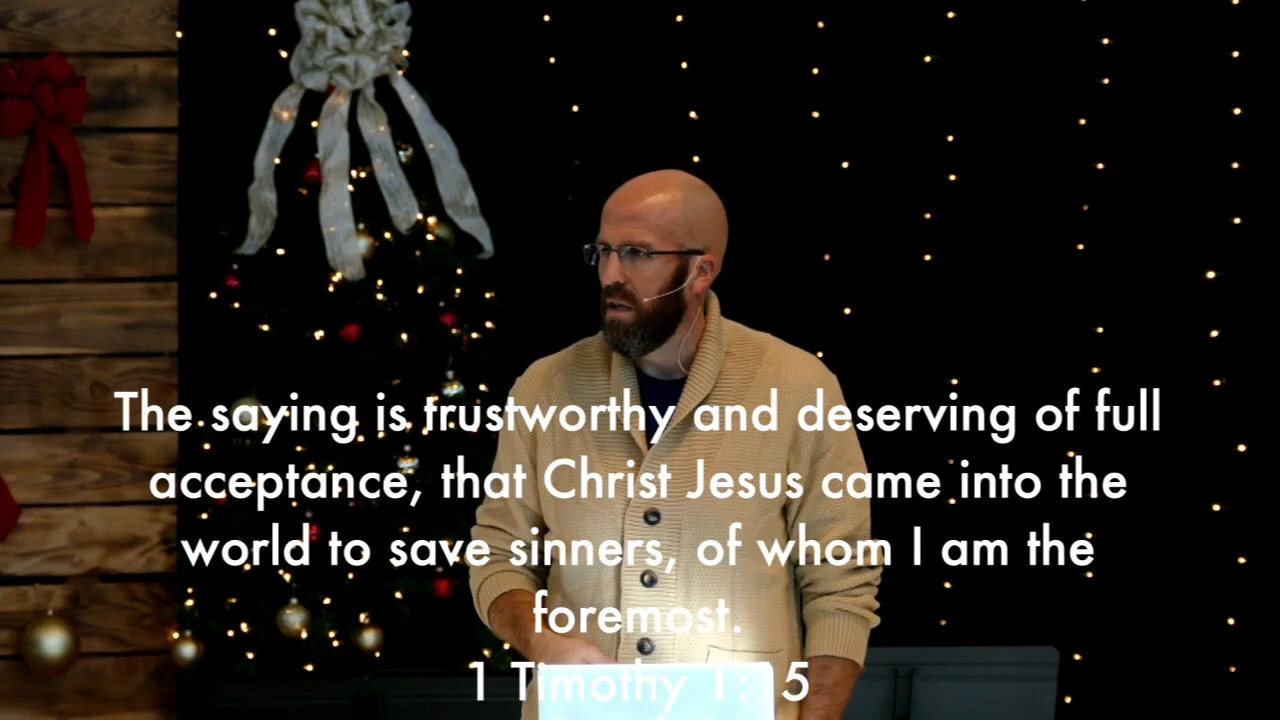 The saying is trustworthy and deserving of full
acceptance, that Christ Jesus came into the
world to save sinners, of whom I am the
foremost.
1 Timothy 1:15